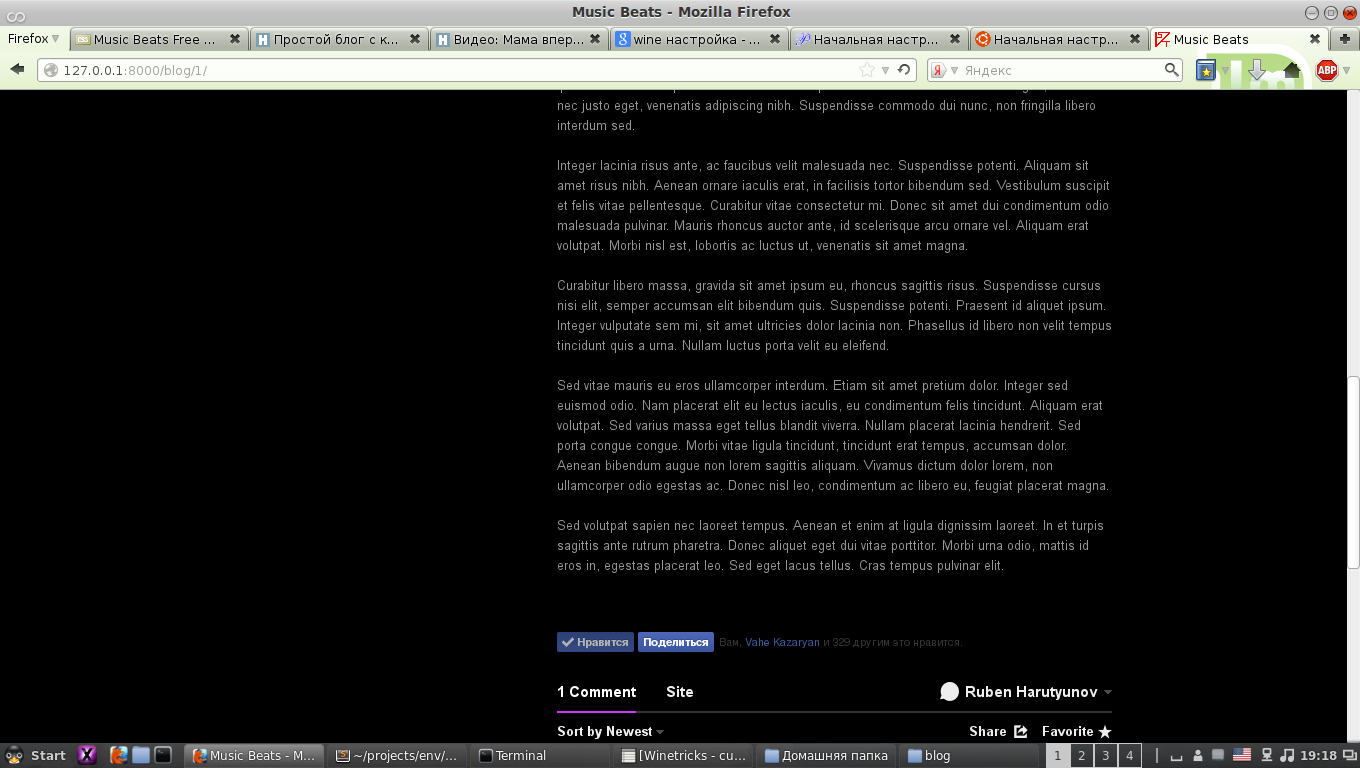 Music Beats - Mozilla Firefox
Firefox
Music Beats Free ...
Простой блог с к...
Видео: Мама впер...
wine настройка - ...
Начальная настр...
Начальная настр...
Music Beats
127.0.0.1:8000/blog/1/
Яндекс
ABP
nec justo eget, venenatis adipiscing nibh. Suspendisse commodo dui nunc, non fringilla libero
interdum sed.
Integer lacinia risus ante, ac faucibus velit malesuada nec. Suspendisse potenti. Aliquam sit
amet risus nibh. Aenean ornare iaculis erat, in facilisis tortor bibendum sed. Vestibulum suscipit
et felis vitae pellentesque. Curabitur vitae consectetur mi. Donec sit amet dui condimentum odio
malesuada pulvinar. Mauris rhoncus auctor ante, id scelerisque arcu ornare vel. Aliquam erat
volutpat. Morbi nisl est, lobortis ac luctus ut, venenatis sit amet magna.
Curabitur libero massa, gravida sit amet ipsum eu, rhoncus sagittis risus. Suspendisse cursus
nisi elit, semper accumsan elit bibendum quis. Suspendisse potenti. Praesent id aliquet ipsum.
Integer vulputate sem mi, sit amet ultricies dolor lacinia non. Phasellus id libero non velit tempus
tincidunt quis a urna. Nullam luctus porta velit eu eleifend.
Sed vitae mauris eu eros ullamcorper interdum. Etiam sit amet pretium dolor. Integer sed
euismod odio. Nam placerat elit eu lectus iaculis, eu condimentum felis tincidunt. Aliquam erat
volutpat. Sed varius massa eget tellus blandit viverra. Nullam placerat lacinia hendrerit. Sed
porta congue congue. Morbi vitae ligula tincidunt, tincidunt erat tempus, accumsan dolor.
Aenean bibendum augue non lorem sagittis aliquam. Vivamus dictum dolor lorem, non
ullamcorper odio egestas ac. Donec nisl leo, condimentum ac libero eu, feugiat placerat magna.
Sed volutpat sapien nec laoreet tempus. Aenean et enim at ligula dignissim laoreet. In et turpis
sagittis ante rutrum pharetra. Donec aliquet eget dui vitae porttitor. Morbi urna odio, mattis id
eros in, egestas placerat leo. Sed eget lacus tellus. Cras tempus pulvinar elit.
Нравится Поделиться Вам, Vahe Kazaryan и 329 другим это нравится.
1 Comment Site Ruben Harutyunov
Sort by Newest Share Favorite
Start Music Beats - M... ~/projects/env/... Terminal [Winetricks - cu... Домашняя папка blog 1 2 3 4 19:18